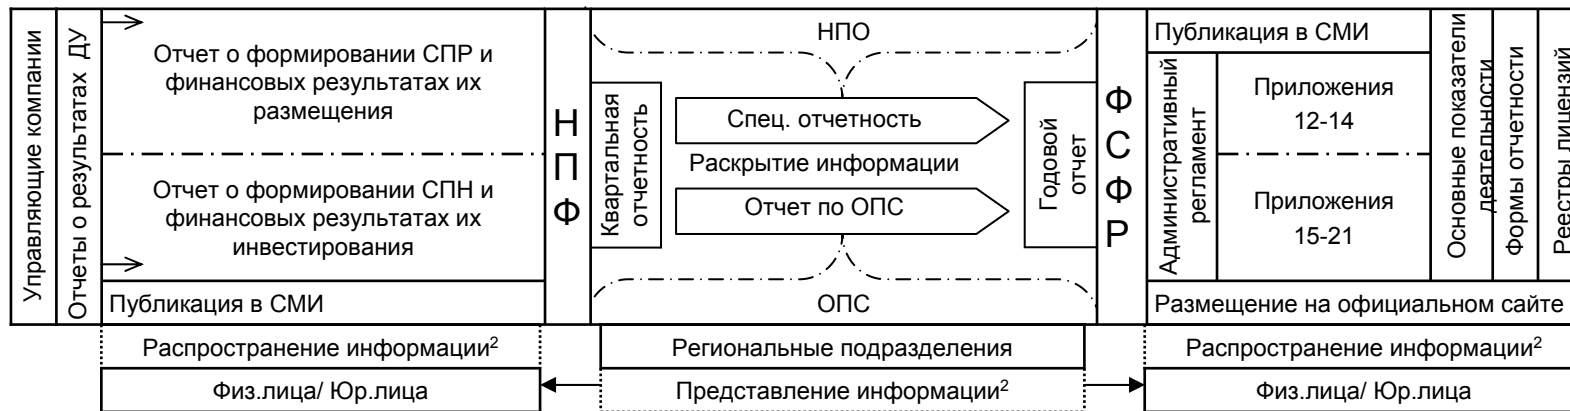 Управляющие компании
Отчеты о результатах ДУ
Отчет о формировании СПР и
финансовых результатах их
размещения
Отчет о формировании СПН и
финансовых результатах их
инвестирования
Публикация в СМИ
НПФ
НПО
Квартальная
отчетность
Спец. отчетность
Раскрытие информации
Отчет по ОПС
Годовой
отчет
ОПС
ФСФР
Публикация в СМИ
Административный
регламент
Приложения
12-14
Приложения
15-21
Основные показатели
деятельности
Формы отчетности
Реестры лицензий
Размещение на официальном сайте
Распространение информации²
Региональные подразделения
Распространение информации²
Физ.лица/ Юр.лица
Представление информации²
Физ.лица/ Юр.лица